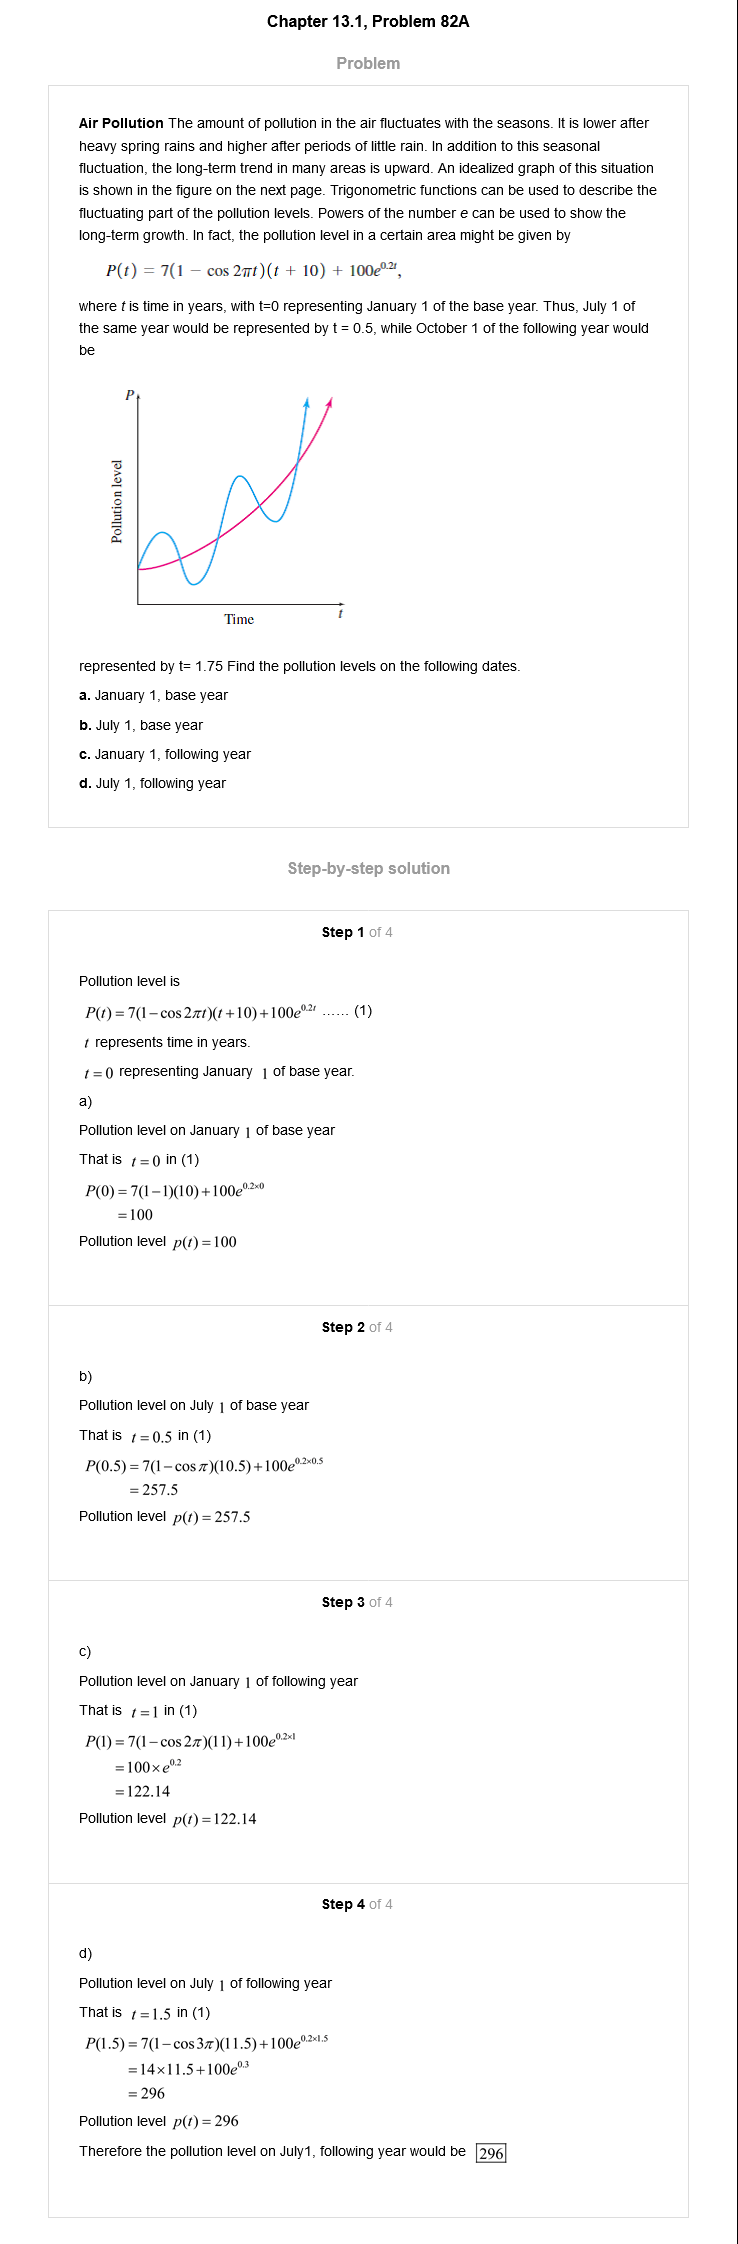 Chapter 13.1, Problem 82A
Problem
Air Pollution The amount of pollution in the air fluctuates with the seasons. It is lower after
heavy spring rains and higher after periods of little rain. In addition to this seasonal
fluctuation, the long-term trend in many areas is upward. An idealized graph of this situation
is shown in the figure on the next page. Trigonometric functions can be used to describe the
fluctuating part of the pollution levels. Powers of the number e can be used to show the
long-term growth. In fact, the pollution level in a certain area might be given by
P(t) = 7(1 − cos 2πt)(t + 10) + 100e^0.2t,
where t is time in years, with t=0 representing January 1 of the base year. Thus, July 1 of
the same year would be represented by t = 0.5, while October 1 of the following year would
be
P
Pollution level
Time
t
represented by t= 1.75 Find the pollution levels on the following dates.
a. January 1, base year
b. July 1, base year
c. January 1, following year
d. July 1, following year
Step-by-step solution
Step 1 of 4
Pollution level is
P(t) = 7(1−cos 2πt)(t+10)+100e^0.2t ...... (1)
t represents time in years.
t = 0 representing January 1 of base year.
a)
Pollution level on January 1 of base year
That is t = 0 in (1)
P(0) = 7(1−1)(10)+100e^0.2×0
= 100
Pollution level p(t) = 100
Step 2 of 4
b)
Pollution level on July 1 of base year
That is t = 0.5 in (1)
P(0.5) = 7(1−cos π)(10.5)+100e^0.2×0.5
= 257.5
Pollution level p(t) = 257.5
Step 3 of 4
c)
Pollution level on January 1 of following year
That is t = 1 in (1)
P(1) = 7(1−cos 2π)(11)+100e^0.2×1
= 100×e^0.2
= 122.14
Pollution level p(t) = 122.14
Step 4 of 4
d)
Pollution level on July 1 of following year
That is t = 1.5 in (1)
P(1.5) = 7(1−cos 3π)(11.5)+100e^0.2×1.5
= 14×11.5+100e^0.3
= 296
Pollution level p(t) = 296
Therefore the pollution level on July1, following year would be 296